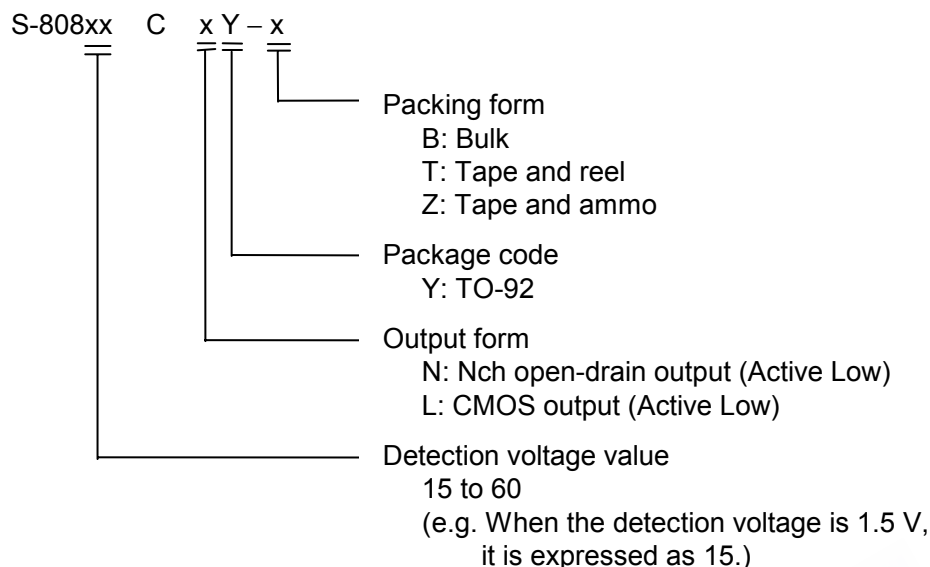 S-808xx C x Y – x
Packing form
B: Bulk
T: Tape and reel
Z: Tape and ammo
Package code
Y: TO-92
Output form
N: Nch open-drain output (Active Low)
L: CMOS output (Active Low)
Detection voltage value
15 to 60
(e.g. When the detection voltage is 1.5 V,
it is expressed as 15.)